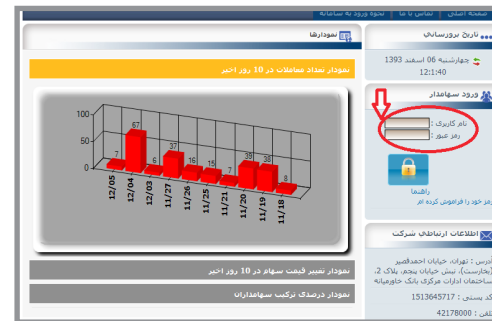 صفحه اصلی | تماس با ما | نحوه ورود به سامانه
تاریخ بروزرسانی
چهارشنبه 06 اسفند 1393
12:1:40
ورود سهامدار
نام کاربری :
رمز عبور :
راهنما
رمز خود را فراموش کرده ام
اطلاعات ارتباطی شرکت
آدرس : تهران، خیابان احمدقصیر
(بخارست)، نبش خیابان پنجم، پلاک 2،
ساختمان ادارات مرکزی بانک خاورمیانه
کد پستی : 1513645717
تلفن : 42178000
نمودارها
نمودار تعداد معاملات در 10 روز اخیر
100
50
0
7
67
6
37
16
15
7
39
38
8
12/05
12/04
12/03
11/27
11/26
11/25
11/21
11/20
11/19
11/18
نمودار تغییر قیمت سهام در 10 روز اخیر
نمودار درصدی ترکیب سهامداران